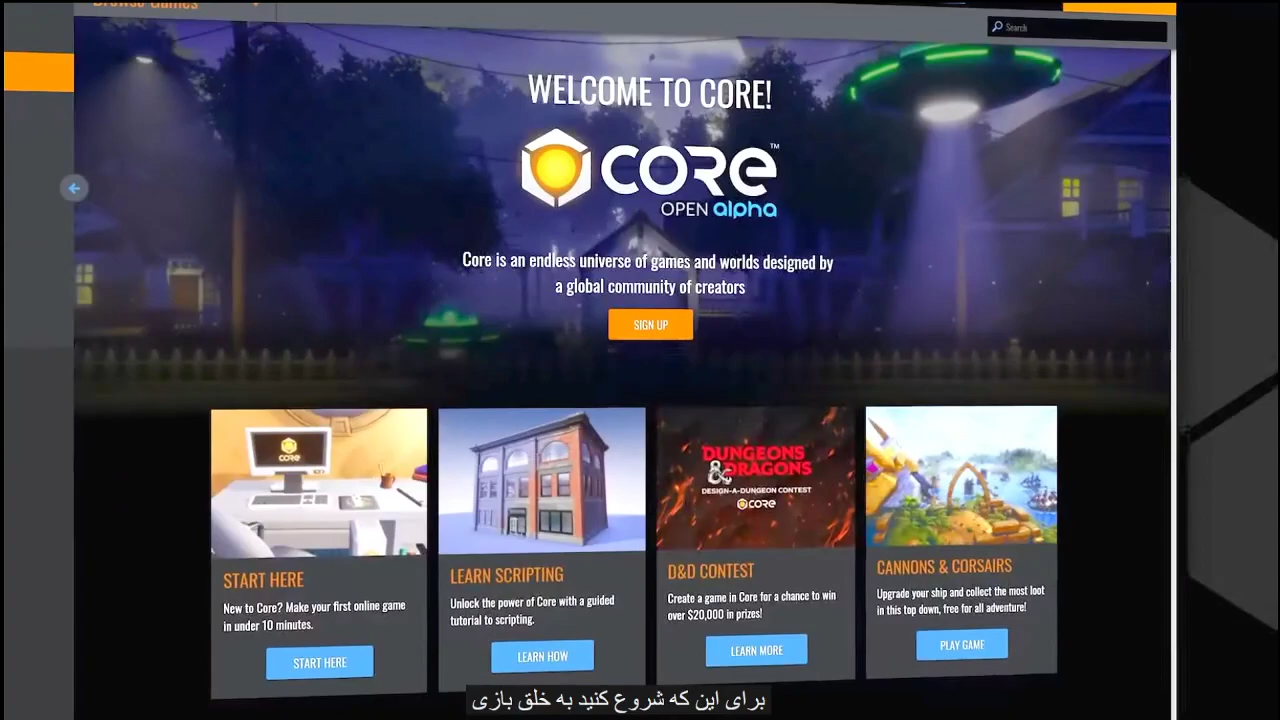 Browse Games
Search
WELCOME TO CORE!
CORE™
OPEN alpha
Core is an endless universe of games and worlds designed by
a global community of creators
SIGN UP
CORE
START HERE
New to Core? Make your first online game
in under 10 minutes.
START HERE
LEARN SCRIPTING
Unlock the power of Core with a guided
tutorial to scripting.
LEARN HOW
DUNGEONS
& DRAGONS
DESIGN-A-DUNGEON CONTEST
CORE
D&D CONTEST
Create a game in Core for a chance to win
over $20,000 in prizes!
LEARN MORE
CANNONS & CORSAIRS
Upgrade your ship and collect the most loot
in this top down, free for all adventure!
PLAY GAME
برای این که شروع کنید به خلق بازی